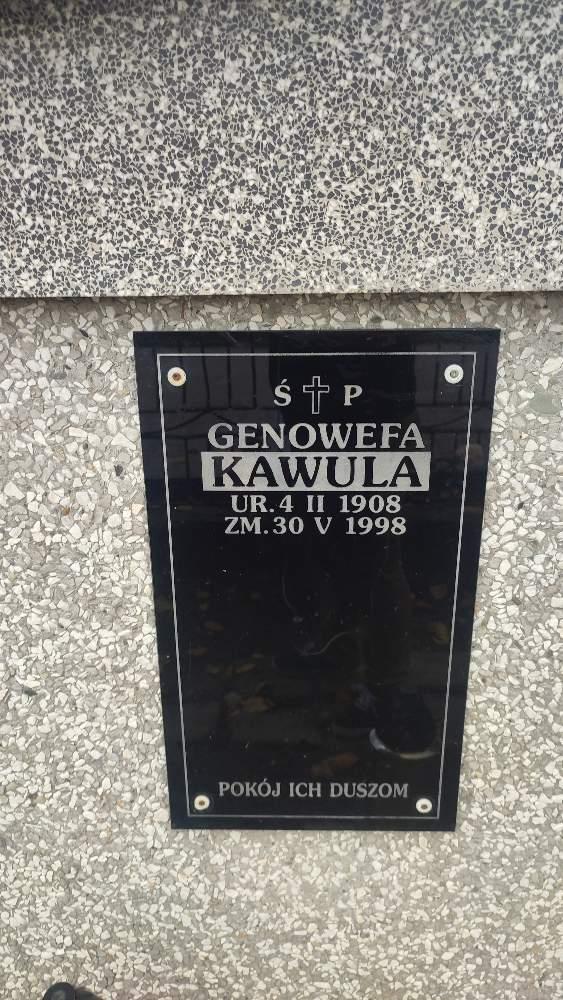 Ś P
GENOWEFA
KAWULA
UR. 4 II 1908
ZM. 30 V 1998
POKÓJ ICH DUSZOM